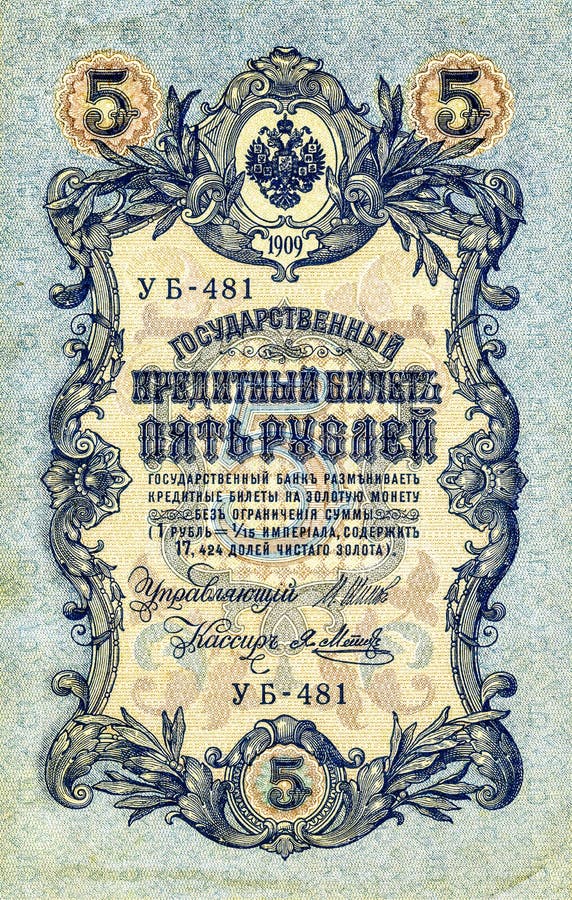 5 5
1909
УБ-481
ГОСУДАРСТВЕННЫЙ
КРЕДИТНЫЙ БИЛЕТЪ
ПЯТЬ РУБЛЕЙ
ГОСУДАРСТВЕННЫЙ БАНКЪ РАЗМѢНИВАЕТЪ
КРЕДИТНЫЕ БИЛЕТЫ НА ЗОЛОТУЮ МОНЕТУ
БЕЗЪ ОГРАНИЧЕНІЯ СУММЫ
(1 РУБЛЬ = 1/15 ИМПЕРІАЛА, СОДЕРЖИТЪ
17,424 ДОЛЕЙ ЧИСТАГО ЗОЛОТА).
Управляющій
Кассиръ
УБ-481
5